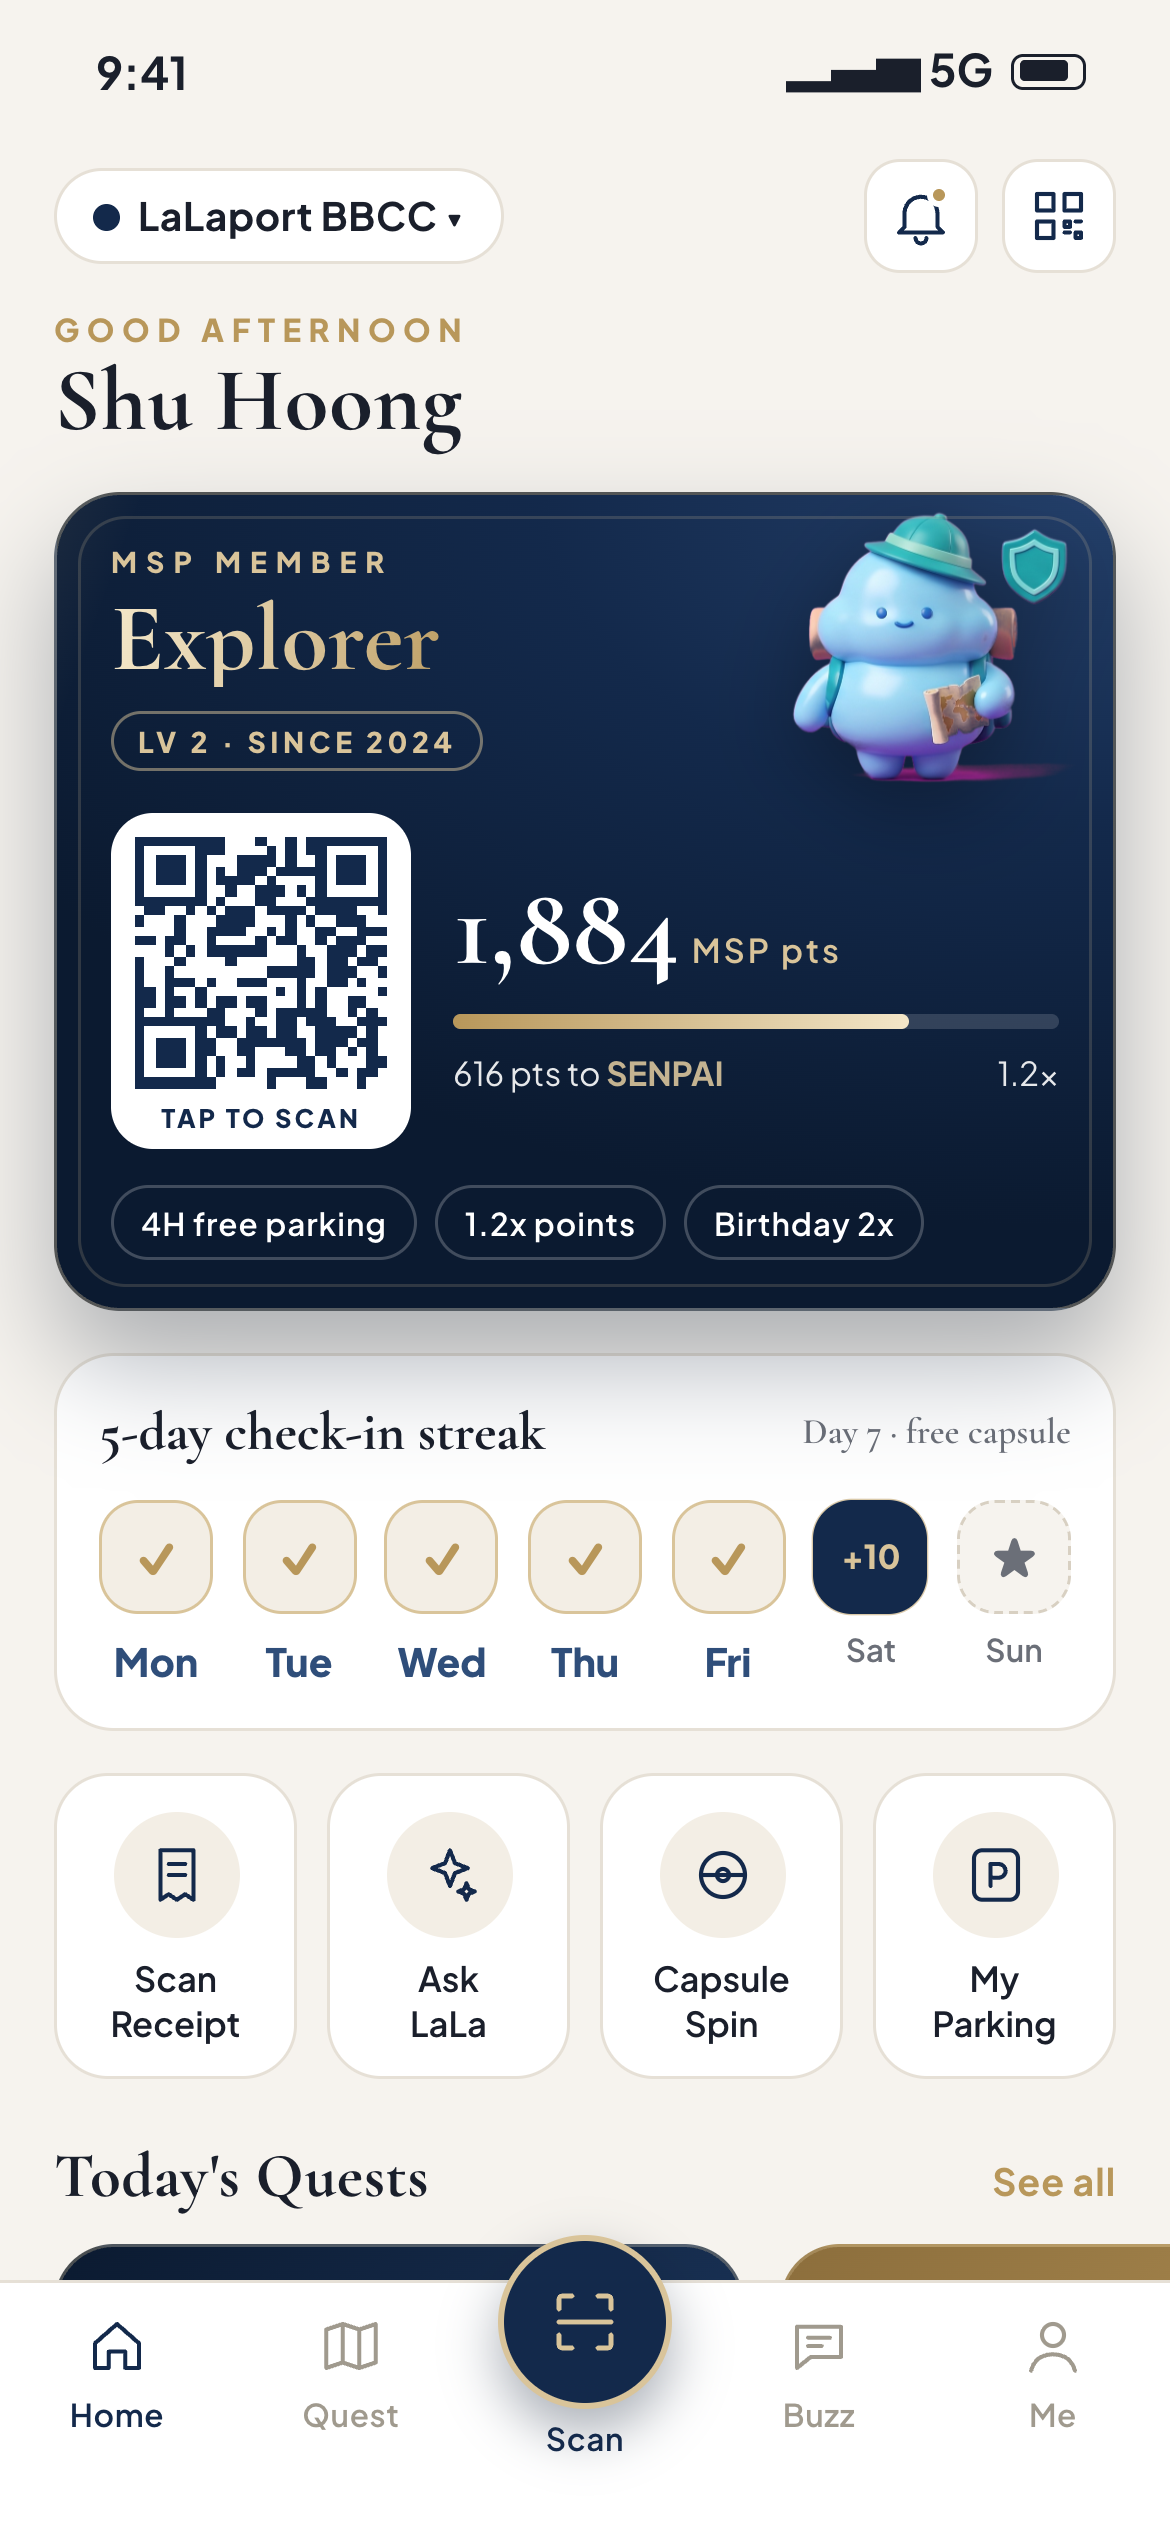 9:41
5G
LaLaport BBCC ▾
GOOD AFTERNOON
Shu Hoong
MSP MEMBER
Explorer
LV 2 · SINCE 2024
1,884 MSP pts
616 pts to SENPAI
1.2×
TAP TO SCAN
4H free parking
1.2x points
Birthday 2x
5-day check-in streak
Day 7 · free capsule
+10
Mon
Tue
Wed
Thu
Fri
Sat
Sun
P
Scan
Receipt
Ask
LaLa
Capsule
Spin
My
Parking
Today's Quests
See all
Home
Quest
Scan
Buzz
Me